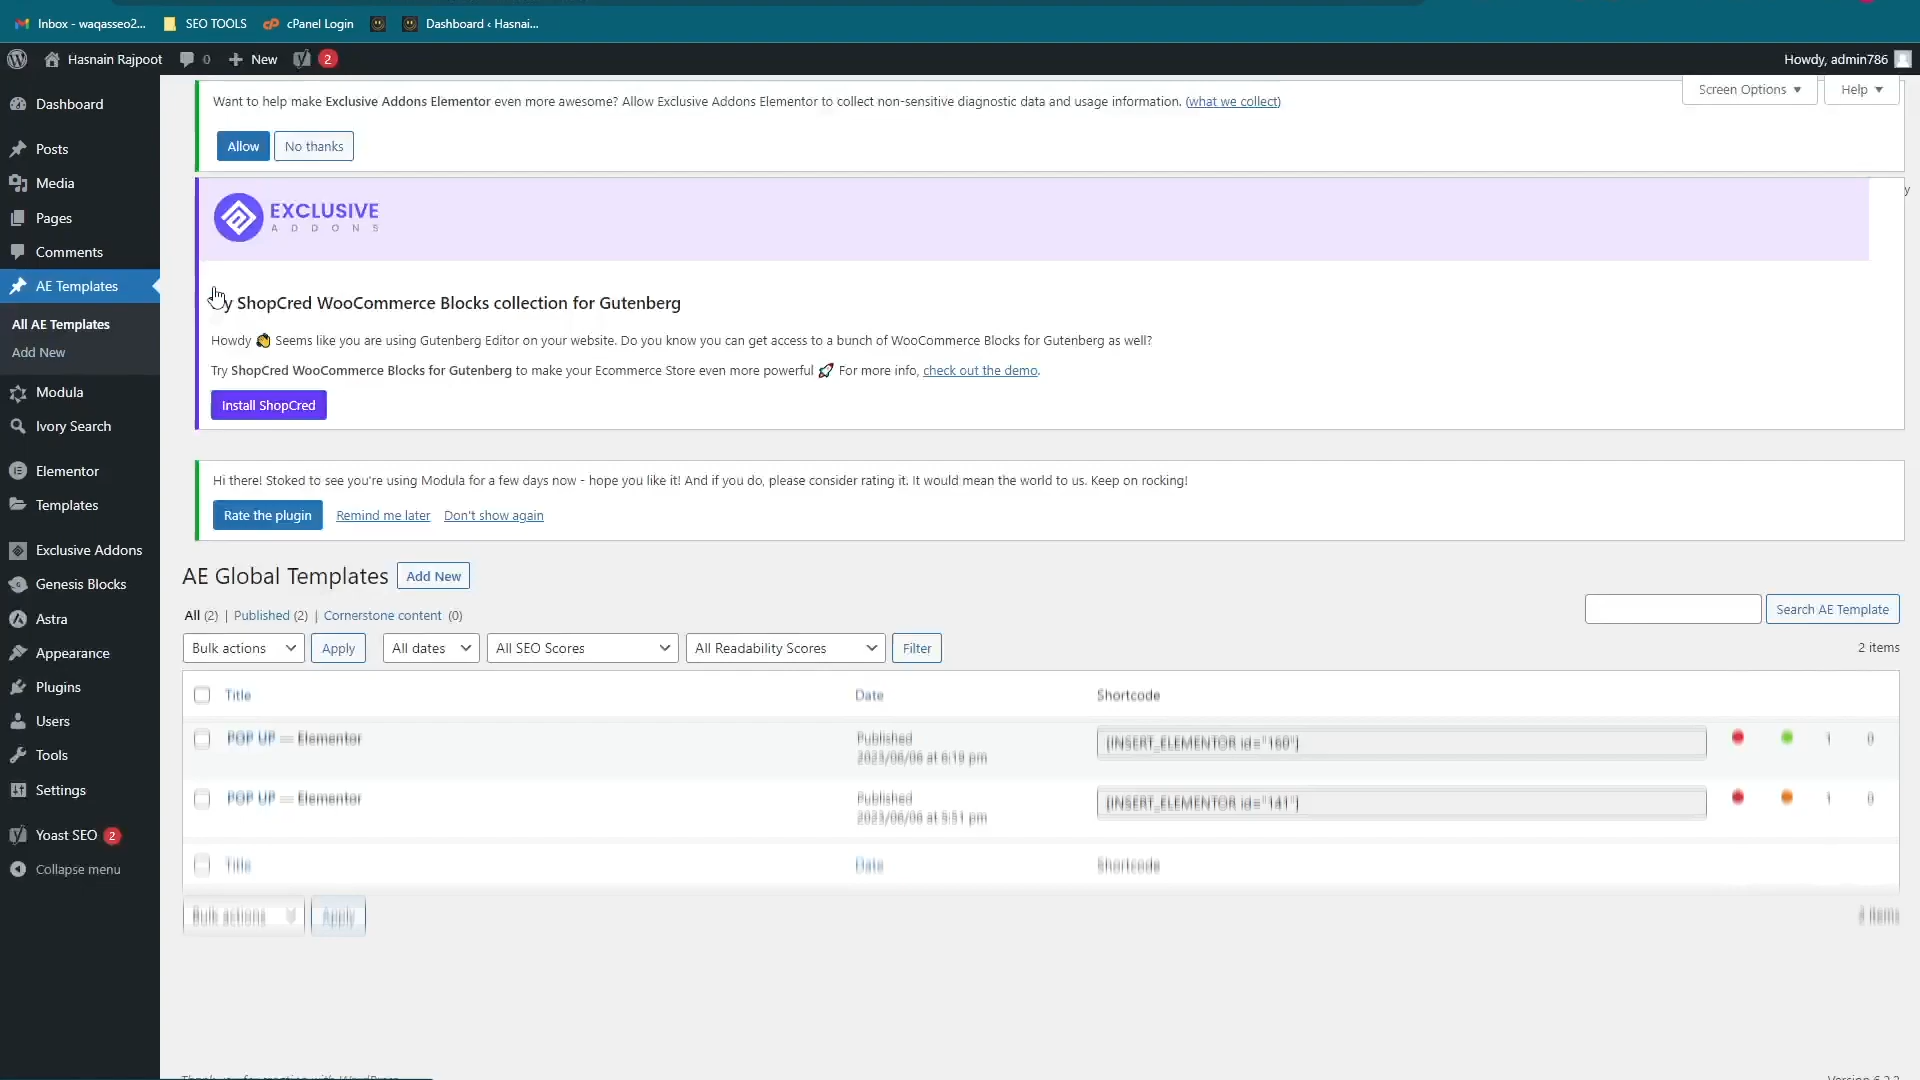 Inbox - waqasseo2... SEO TOOLS cPanel Login Dashboard ‹ Hasnai...
Hasnain Rajpoot 0 New 2 Howdy, admin786
Screen Options Help
Dashboard
Posts
Media
Pages
Comments
AE Templates
All AE Templates
Add New
Modula
Ivory Search
Elementor
Templates
Exclusive Addons
Genesis Blocks
Astra
Appearance
Plugins
Users
Tools
Settings
Yoast SEO 2
Collapse menu
Want to help make Exclusive Addons Elementor even more awesome? Allow Exclusive Addons Elementor to collect non-sensitive diagnostic data and usage information. (what we collect)
Allow No thanks
EXCLUSIVE
ADDONS
y ShopCred WooCommerce Blocks collection for Gutenberg
Howdy 👋 Seems like you are using Gutenberg Editor on your website. Do you know you can get access to a bunch of WooCommerce Blocks for Gutenberg as well?
Try ShopCred WooCommerce Blocks for Gutenberg to make your Ecommerce Store even more powerful 🚀 For more info, check out the demo.
Install ShopCred
Hi there! Stoked to see you're using Modula for a few days now - hope you like it! And if you do, please consider rating it. It would mean the world to us. Keep on rocking!
Rate the plugin Remind me later Don't show again
AE Global Templates Add New
All (2) | Published (2) | Cornerstone content (0)
Search AE Template
Bulk actions Apply All dates All SEO Scores All Readability Scores Filter 2 items
Title Date Shortcode
POP UP — Elementor Published [INSERT_ELEMENTOR id="160"] 1 0
2023/06/06 at 6:19 pm
POP UP — Elementor Published [INSERT_ELEMENTOR id="141"] 1 0
2023/06/06 at 5:51 pm
Title Date Shortcode
Bulk actions Apply items